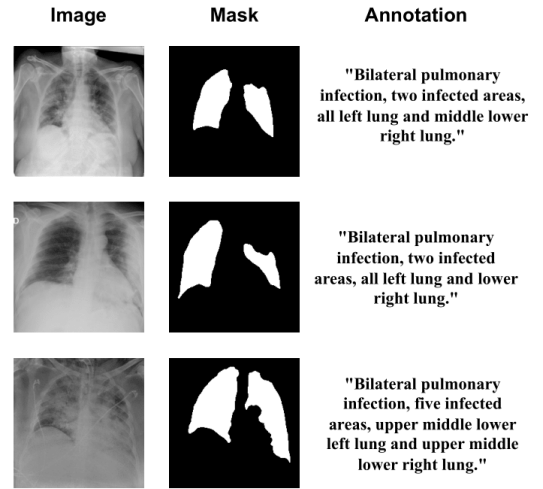 Image Mask Annotation
"Bilateral pulmonary
infection, two infected areas,
all left lung and middle lower
right lung."
"Bilateral pulmonary
infection, two infected
areas, all left lung and lower
right lung."
"Bilateral pulmonary
infection, five infected
areas, upper middle lower
left lung and upper middle
lower right lung."